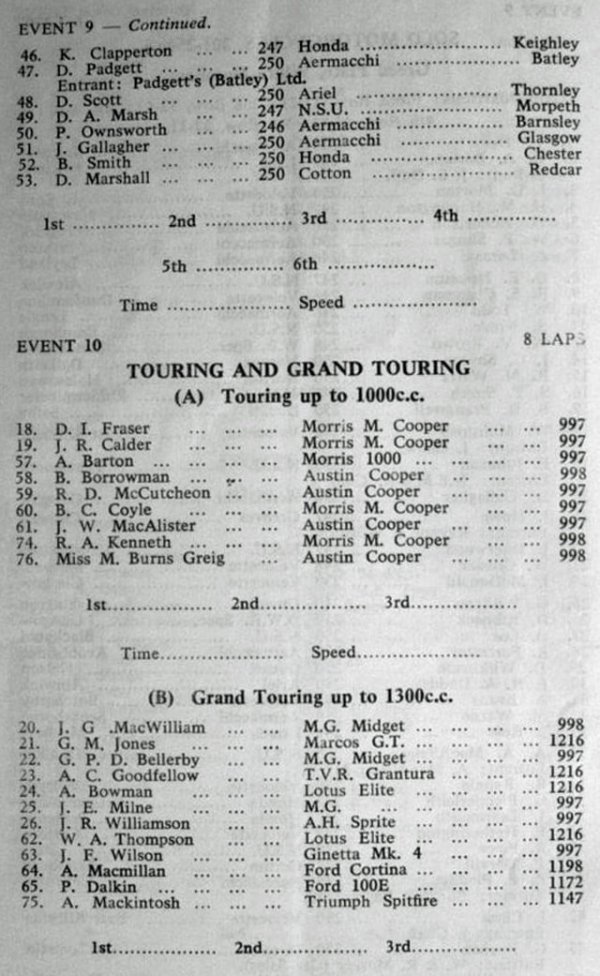 EVENT 9 — Continued.
46. K. Clapperton ... ... 247 Honda ........................ Keighley
47. D. Padgett ... ... ... 250 Aermacchi .................... Batley
Entrant: Padgett's (Batley) Ltd.
48. D. Scott ... ... ... 250 Ariel ........................ Thornley
49. D. A. Marsh ... ... 247 N.S.U. ........................ Morpeth
50. P. Ownsworth ... ... 246 Aermacchi .................... Barnsley
51. J. Gallagher ... ... ... 250 Aermacchi .................... Glasgow
52. B. Smith ... ... ... 250 Honda ........................ Chester
53. D. Marshall ... ... ... 250 Cotton ........................ Redcar
1st .............. 2nd .............. 3rd .............. 4th ..............
5th .............. 6th ......................
Time .................... Speed ....................
EVENT 10 8 LAPS
TOURING AND GRAND TOURING
(A) Touring up to 1000c.c.
18. D. I. Fraser ... ... ... Morris M. Cooper ... ... 997
19. J. R. Calder ... ... ... Morris M. Cooper ... ... 997
57. A. Barton ... ... ... ... Morris 1000 ... ... ... ... 997
58. B. Borrowman ... ... ... Austin Cooper ... ... ... 998
59. R. D. McCutcheon ... ... Austin Cooper ... ... ... 997
60. B. C. Coyle ... ... ... Morris M. Cooper ... ... 997
61. J. W. MacAlister ... ... Austin Cooper ... ... ... 997
74. R. A. Kenneth ... ... ... Morris M. Cooper ... ... 998
76. Miss M. Burns Greig ... Austin Cooper ... ... ... 998
1st.................. 2nd.................. 3rd......................
Time.................... Speed....................
(B) Grand Touring up to 1300c.c.
20. J. G .MacWilliam ... ... M.G. Midget ... ... ... ... 998
21. G. M. Jones ... ... ... Marcos G.T. ... ... ... ... 1216
22. G. P. D. Bellerby ... ... M.G. Midget ... ... ... ... 997
23. A. C. Goodfellow ... ... T.V.R. Grantura ... ... ... 1216
24. A. Bowman ... ... ... Lotus Elite ... ... ... ... 1216
25. J. E. Milne ... ... ... M.G. ... ... ... ... ... 997
26. J. R. Williamson ... ... A.H. Sprite ... ... ... ... 997
62. W. A. Thompson ... ... Lotus Elite ... ... ... ... 1216
63. J. F. Wilson ... ... ... Ginetta Mk. 4 ... ... ... 997
64. A. Macmillan ... ... ... Ford Cortina ... ... ... ... 1198
65. P. Dalkin ... ... ... ... Ford 100E ... ... ... ... 1172
75. A. Mackintosh ... ... ... Triumph Spitfire ... ... ... 1147
1st.................. 2nd.................. 3rd......................